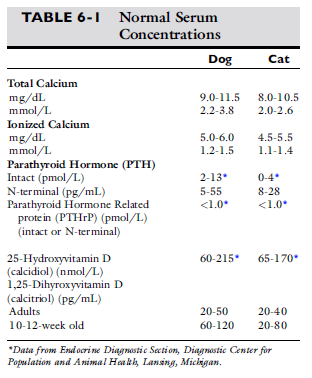 TABLE 6-1 Normal Serum
Concentrations
Dog Cat
Total Calcium
mg/dL 9.0-11.5 8.0-10.5
mmol/L 2.2-3.8 2.0-2.6
Ionized Calcium
mg/dL 5.0-6.0 4.5-5.5
mmol/L 1.2-1.5 1.1-1.4
Parathyroid Hormone (PTH)
Intact (pmol/L) 2-13* 0-4*
N-terminal (pg/mL) 5-55 8-28
Parathyroid Hormone Related <1.0* <1.0*
protein (PTHrP) (pmol/L)
(intact or N-terminal)
25-Hydroxyvitamin D 60-215* 65-170*
(calcidiol) (nmol/L)
1,25-Dihyroxyvitamin D
(calcitriol) (pg/mL)
Adults 20-50 20-40
10-12-week old 60-120 20-80
*Data from Endocrine Diagnostic Section, Diagnostic Center for
Population and Animal Health, Lansing, Michigan.